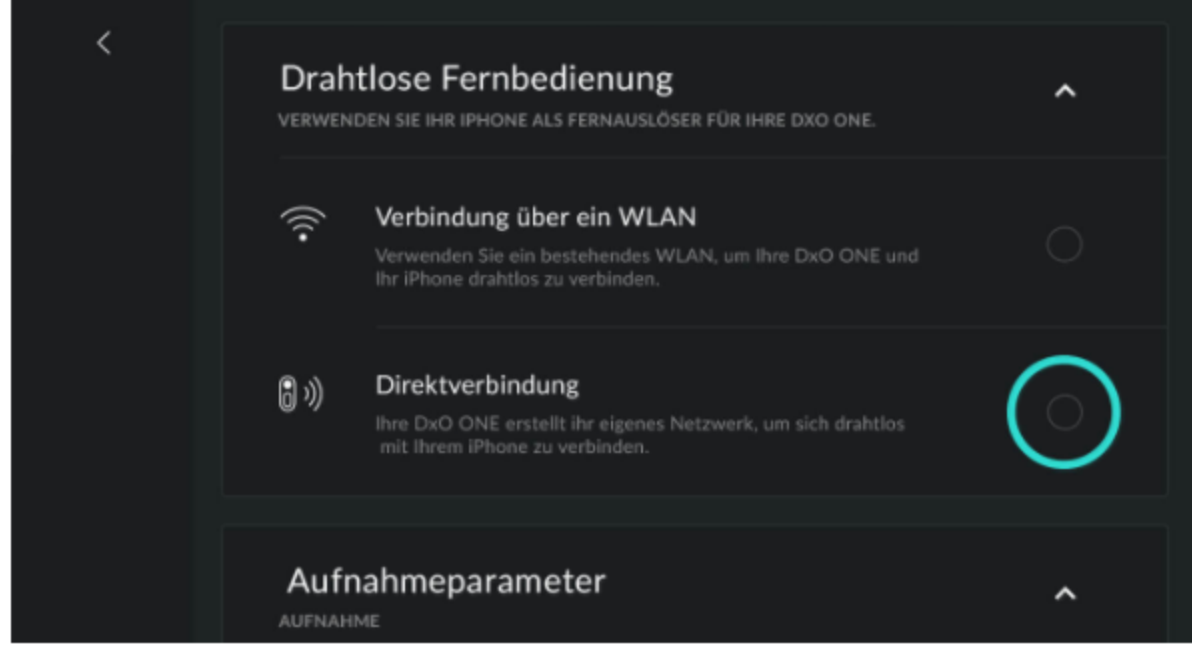 Drahtlose Fernbedienung
VERWENDEN SIE IHR IPHONE ALS FERNAUSLÖSER FÜR IHRE DXO ONE.
Verbindung über ein WLAN
Verwenden Sie ein bestehendes WLAN, um Ihre DxO ONE und
Ihr iPhone drahtlos zu verbinden.
Direktverbindung
Ihre DxO ONE erstellt ihr eigenes Netzwerk, um sich drahtlos
mit Ihrem iPhone zu verbinden.
Aufnahmeparameter
AUFNAHME